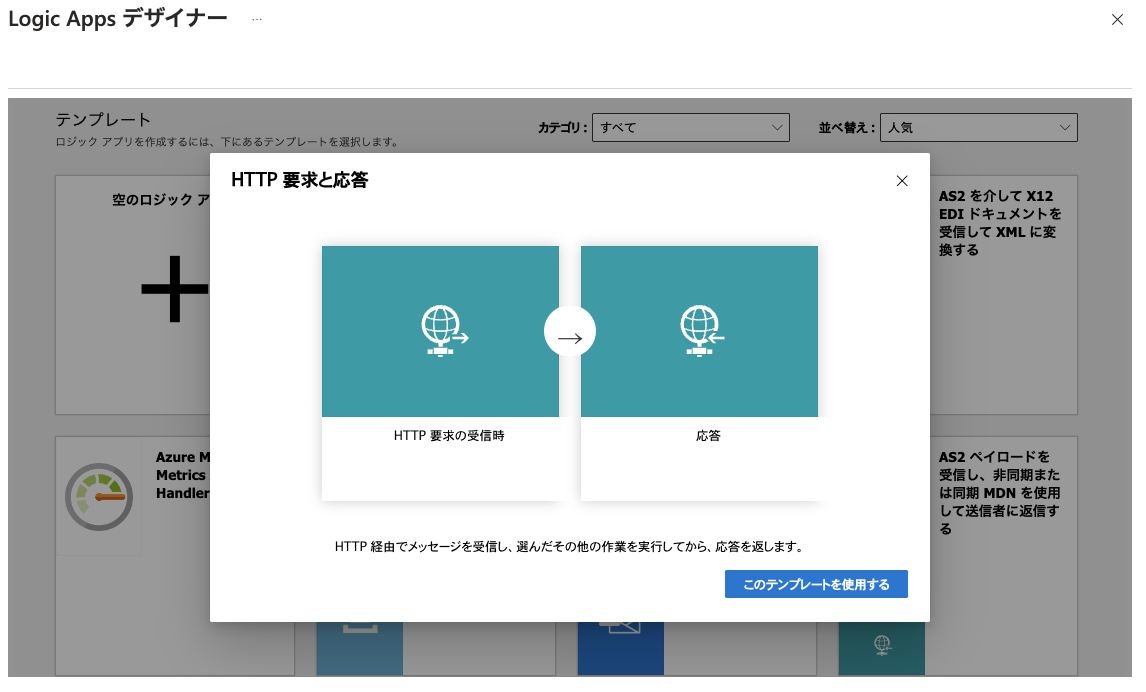 Logic Apps デザイナー ...
テンプレート
ロジック アプリを作成するには、下にあるテンプレートを選択します。
カテゴリ: すべて
並べ替え: 人気
HTTP 要求と応答
空のロジック ア
AS2 を介して X12
EDI ドキュメントを
受信して XML に変
換する
HTTP 要求の受信時
応答
Azure M
Metrics
Handler
AS2 ペイロードを
受信し、非同期また
は同期 MDN を使用
して送信者に返信す
る
HTTP 経由でメッセージを受信し、選んだその他の作業を実行してから、応答を返します。
このテンプレートを使用する